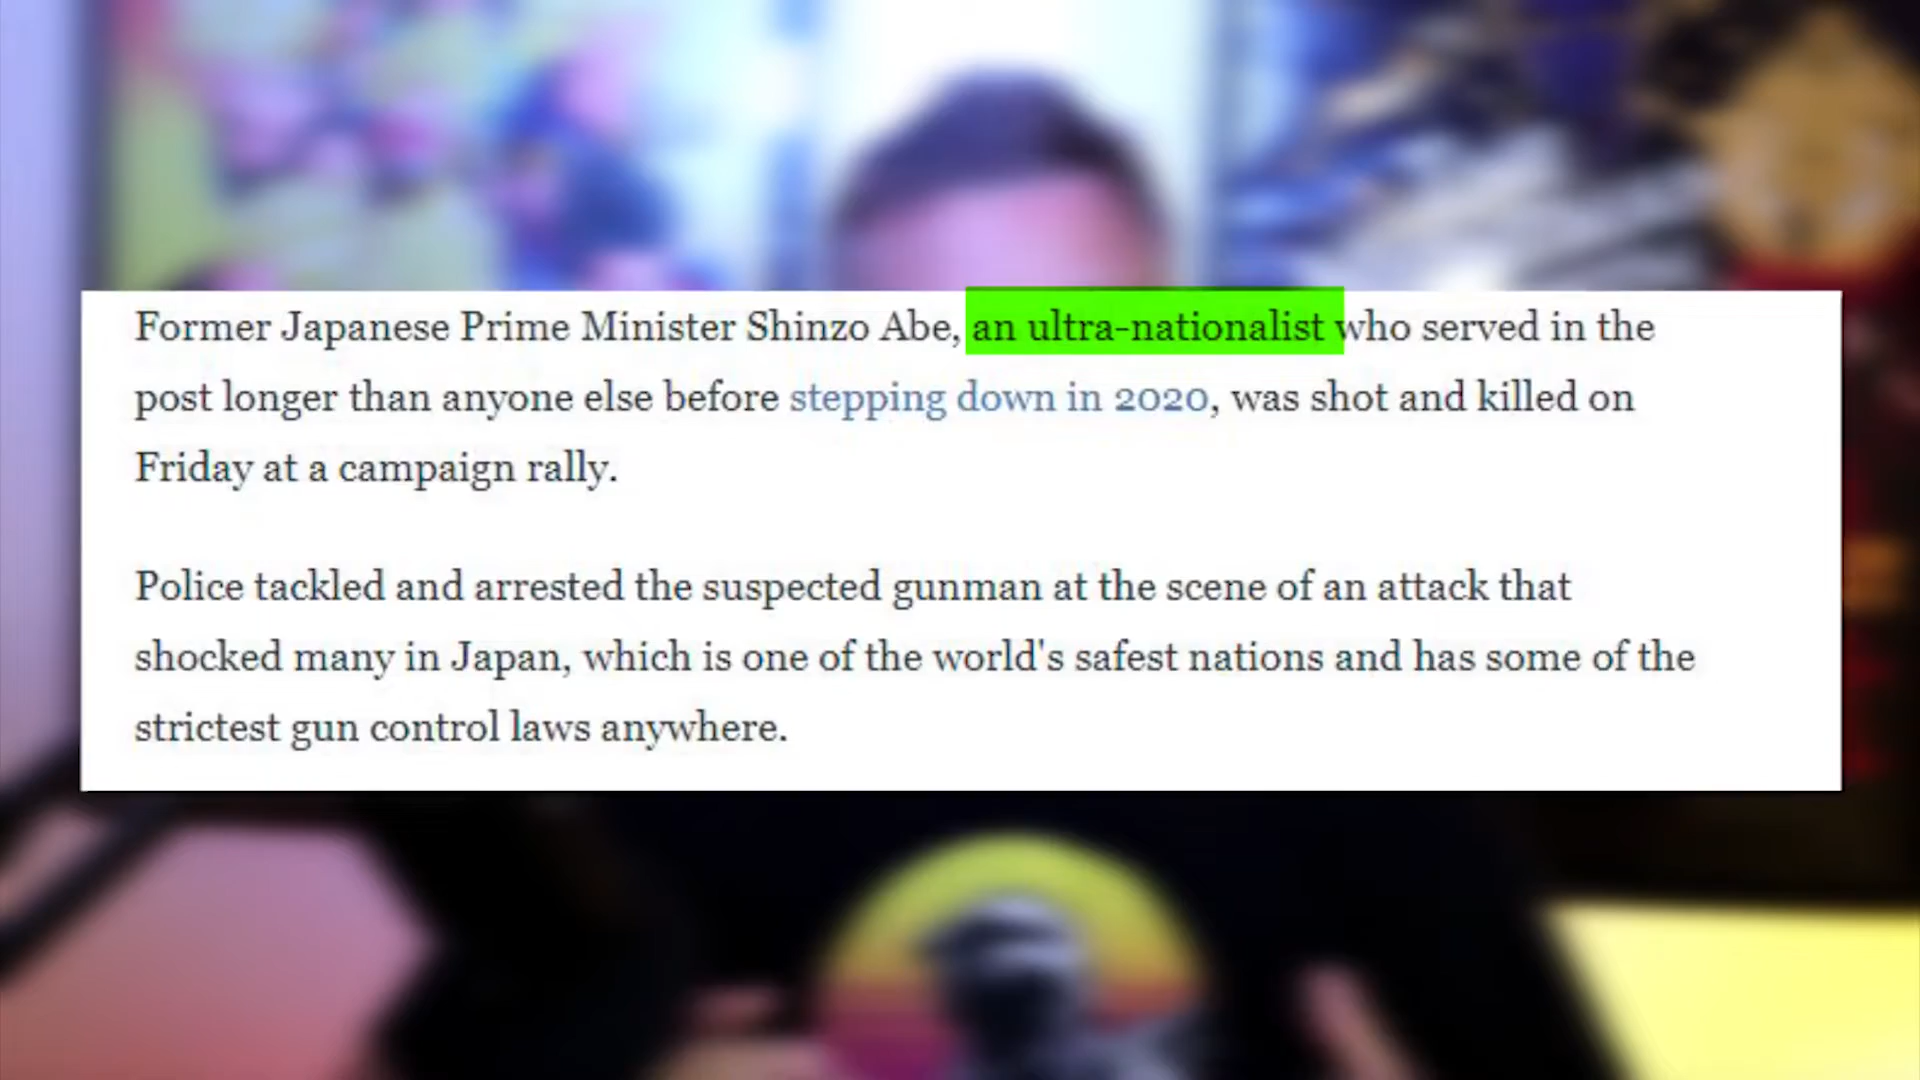 Former Japanese Prime Minister Shinzo Abe, an ultra-nationalist who served in the
post longer than anyone else before stepping down in 2020, was shot and killed on
Friday at a campaign rally.
Police tackled and arrested the suspected gunman at the scene of an attack that
shocked many in Japan, which is one of the world's safest nations and has some of the
strictest gun control laws anywhere.